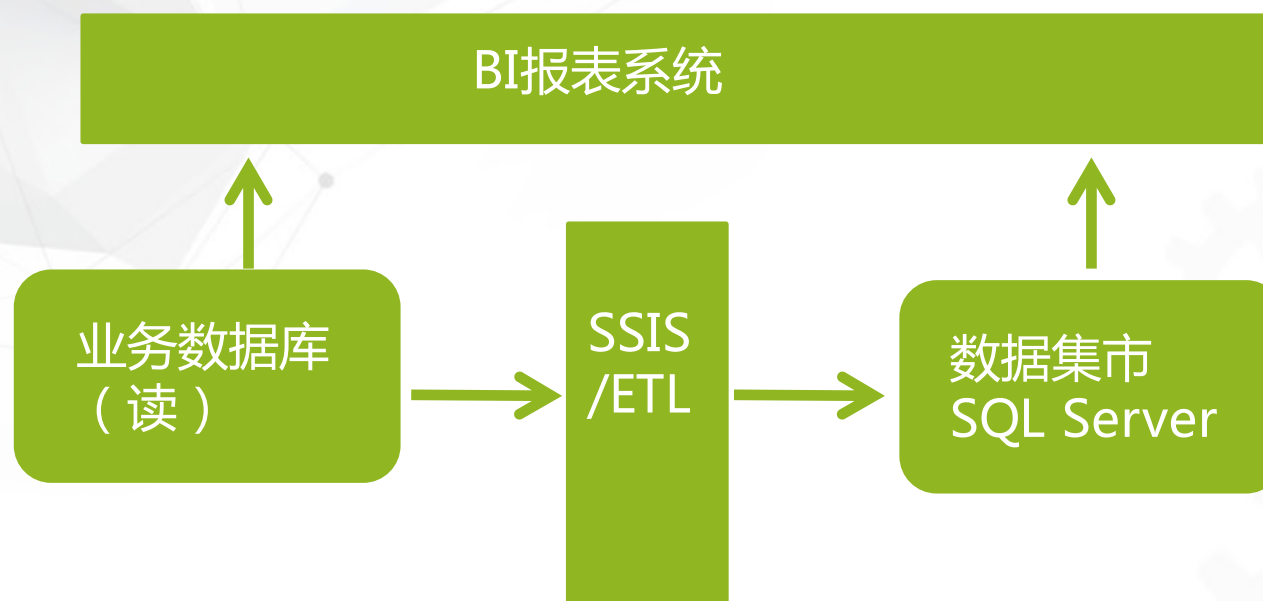 BI报表系统
业务数据库
（读）
SSIS
/ETL
数据集市
SQL Server